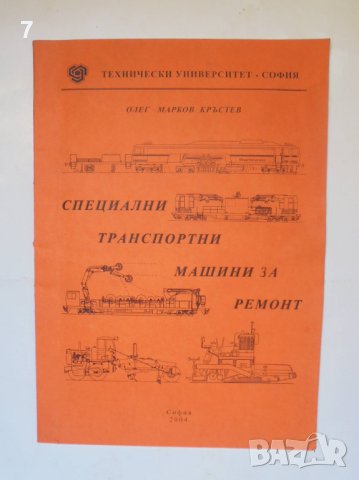 7
ТЕХНИЧЕСКИ УНИВЕРСИТЕТ - СОФИЯ
ОЛЕГ МАРКОВ КРЪСТЕВ
СПЕЦИАЛНИ
ТРАНСПОРТНИ
МАШИНИ ЗА
РЕМОНТ
София
2004
BAZAR